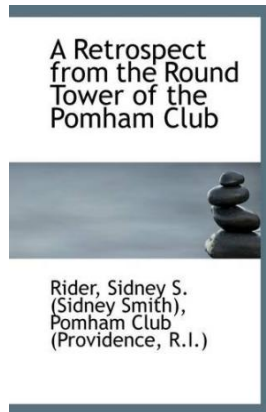 A Retrospect
from the Round
Tower of the
Pomham Club
Rider, Sidney S.
(Sidney Smith),
Pomham Club
(Providence, R.I.)